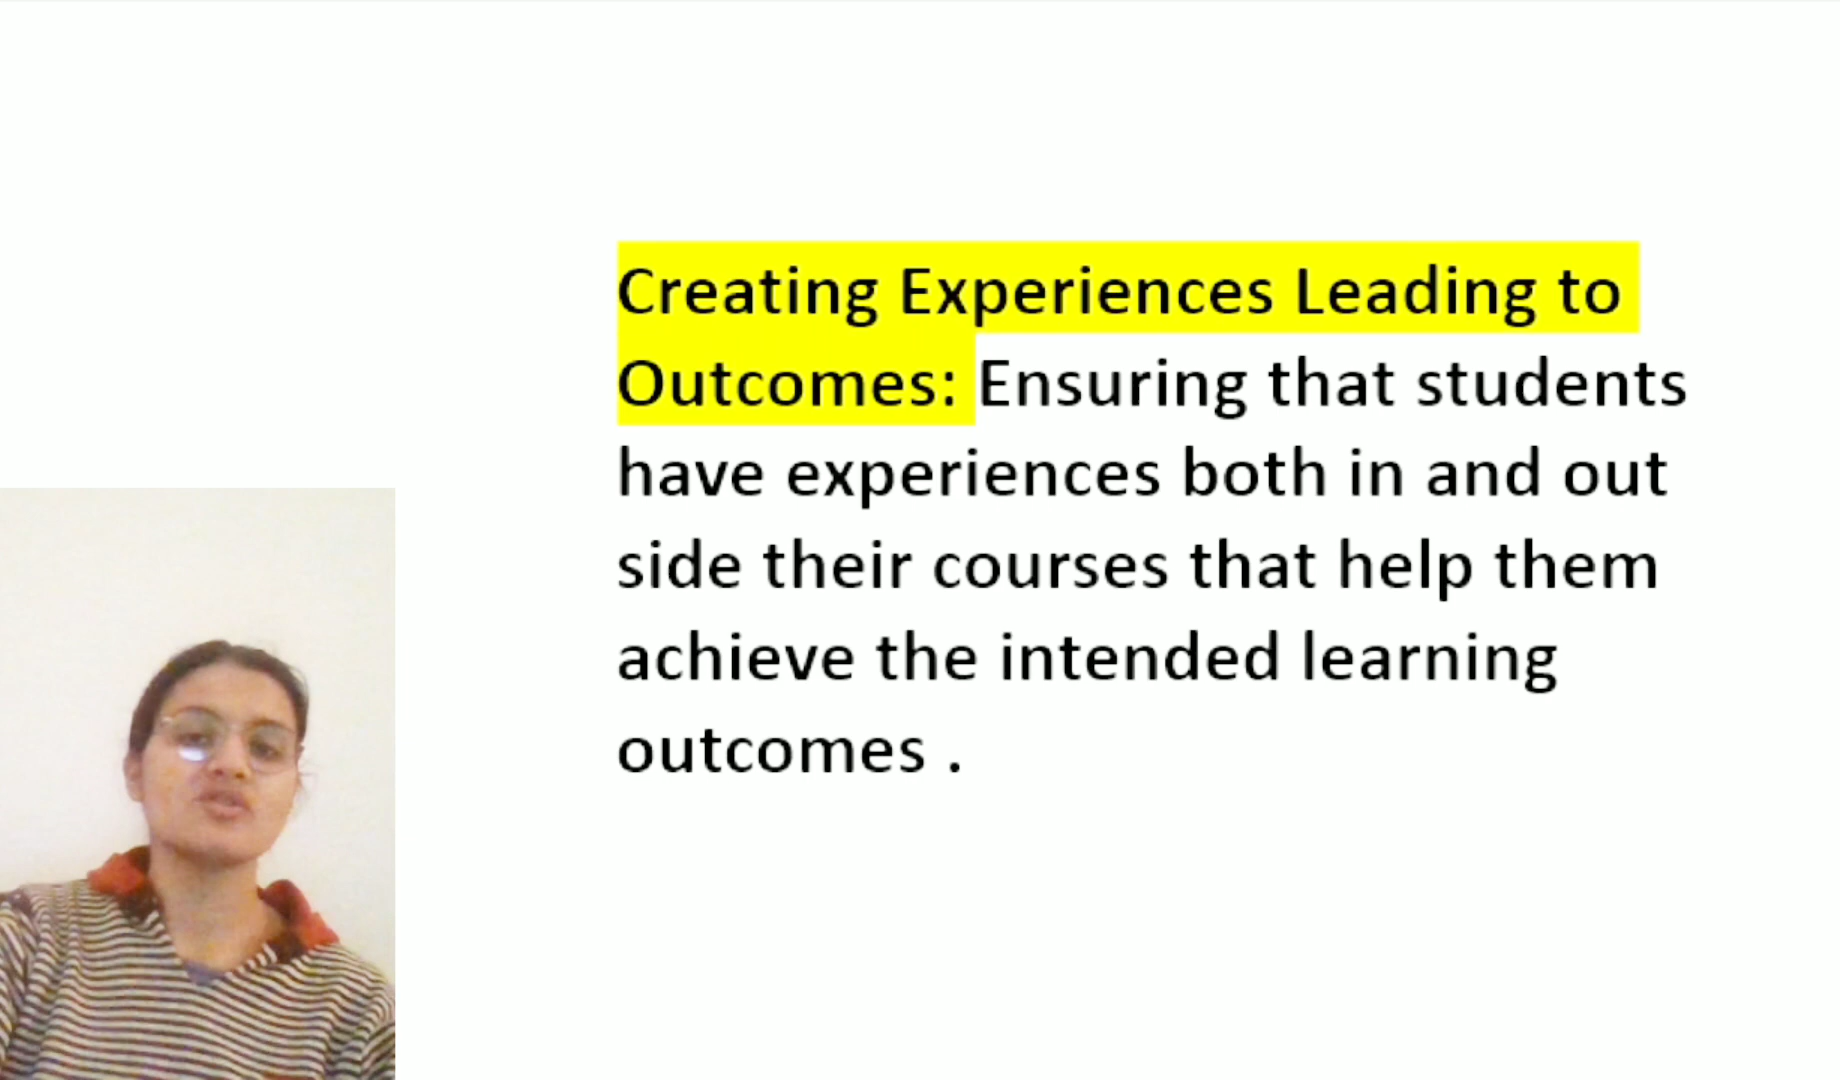 Creating Experiences Leading to
Outcomes: Ensuring that students
have experiences both in and out
side their courses that help them
achieve the intended learning
outcomes .